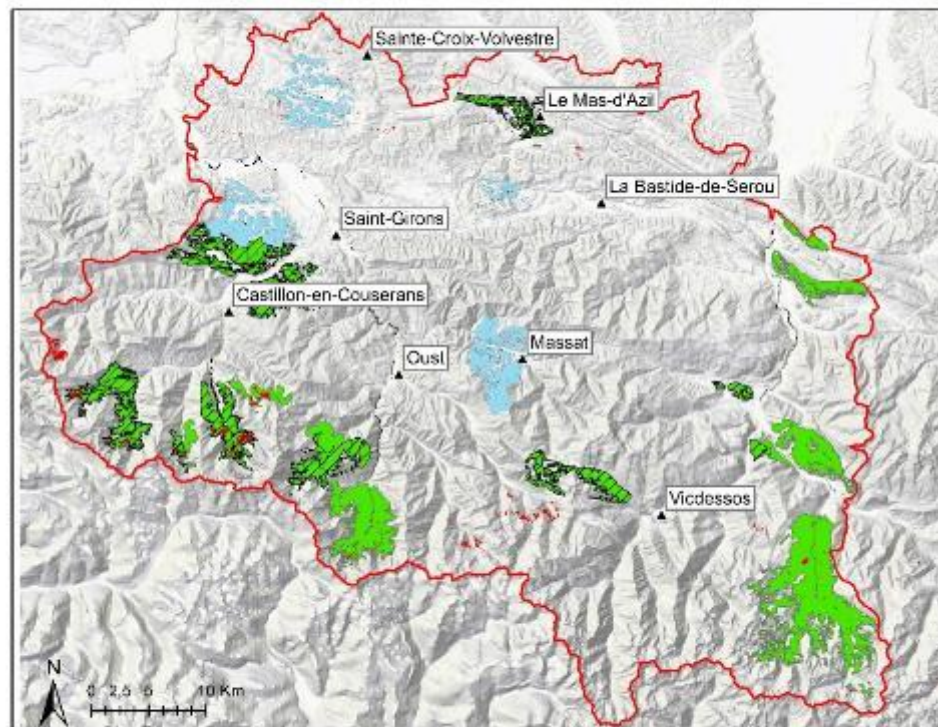 Sainte-Croix-Volvestre
Le Mas-d'Azil
La Bastide-de-Serou
Saint-Girons
Castillon-en-Couserans
Massat
Oust
Vicdessos
N
0 2,5 5 10 Km